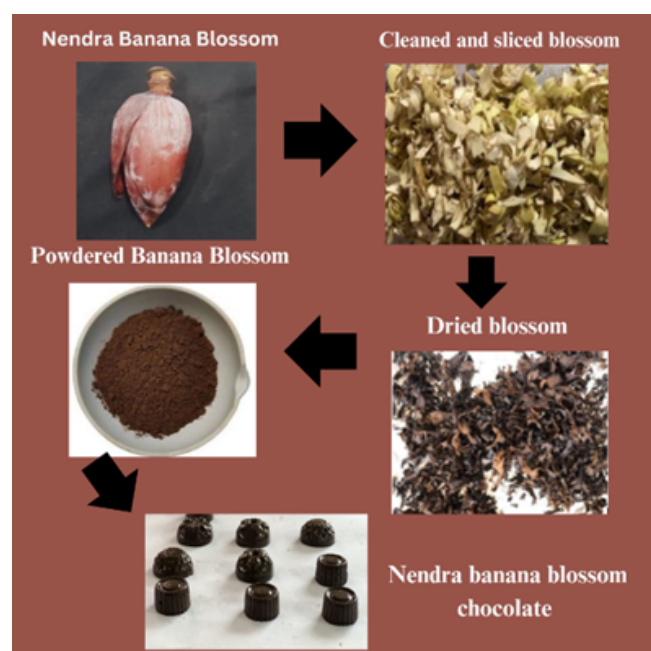 Nendra Banana Blossom
Cleaned and sliced blossom
Dried blossom
Powdered Banana Blossom
Nendra banana blossom
chocolate